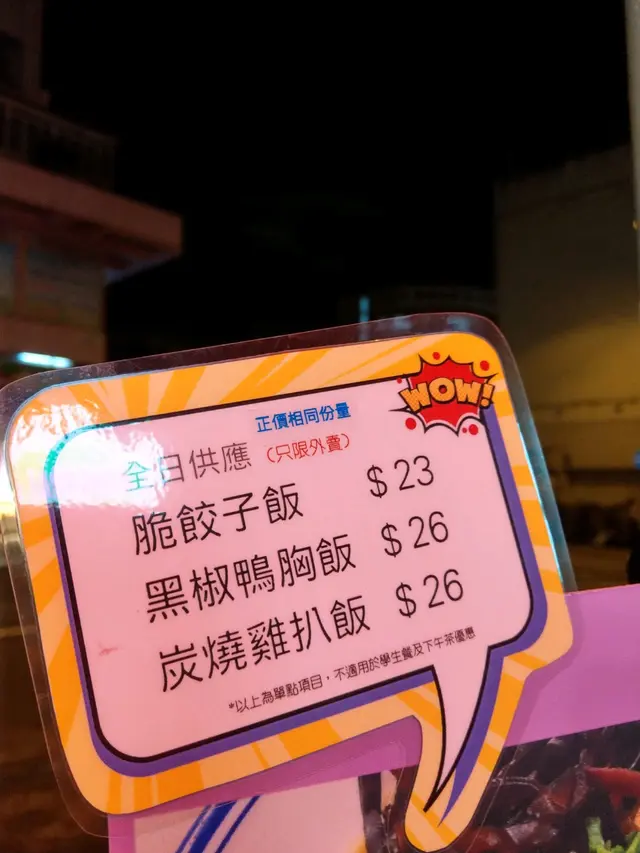 WOW!
正價相同份量
全日供應（只限外賣）
脆餃子飯 $23
黑椒鴨胸飯 $26
炭燒雞扒飯 $26
*以上為單點項目，不適用於學生餐及下午茶優惠